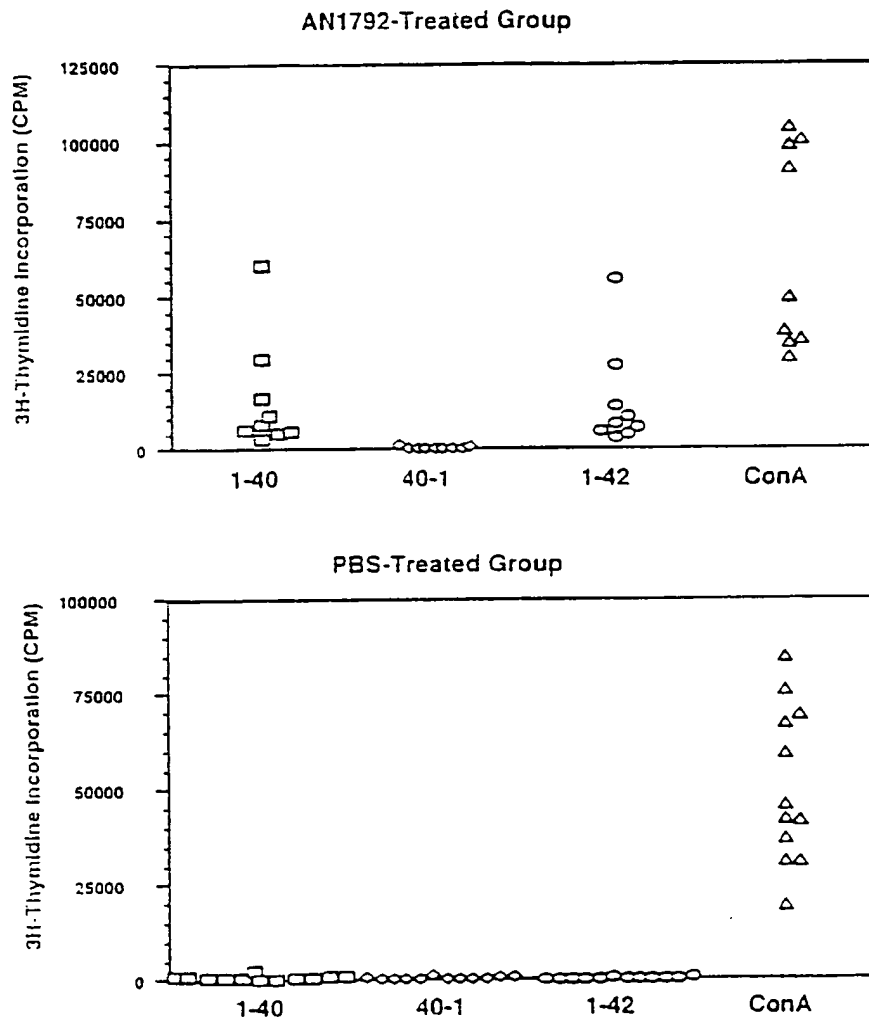 AN1792-Treated Group
3H-Thymidine Incorporation (CPM)
125000
100000
75000
50000
25000
0
1-40
40-1
1-42
ConA
PBS-Treated Group
3H-Thymidine Incorporation (CPM)
100000
75000
50000
25000
0
1-40
40-1
1-42
ConA